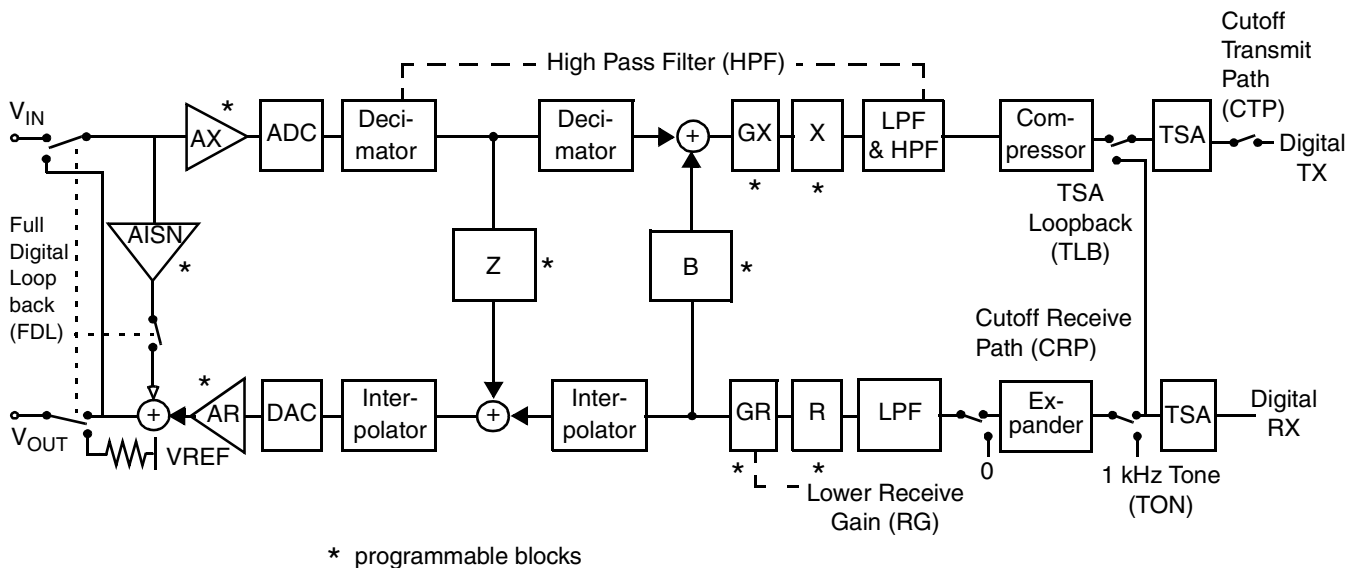 Cutoff
Transmit
Path
(CTP)
High Pass Filter (HPF)
VIN
*
AX
ADC
Deci-
mator
Deci-
mator
+
GX
*
X
*
LPF
& HPF
Com-
pressor
TSA
Digital
TX
TSA
Loopback
(TLB)
Full
Digital
Loop
back
(FDL)
AISN
*
Z
*
B
*
Cutoff Receive
Path (CRP)
VOUT
VREF
+
*
AR
DAC
Inter-
polator
+
Inter-
polator
GR
*
R
*
LPF
0
Ex-
pander
1 kHz Tone
(TON)
TSA
Digital
RX
Lower Receive
Gain (RG)
* programmable blocks